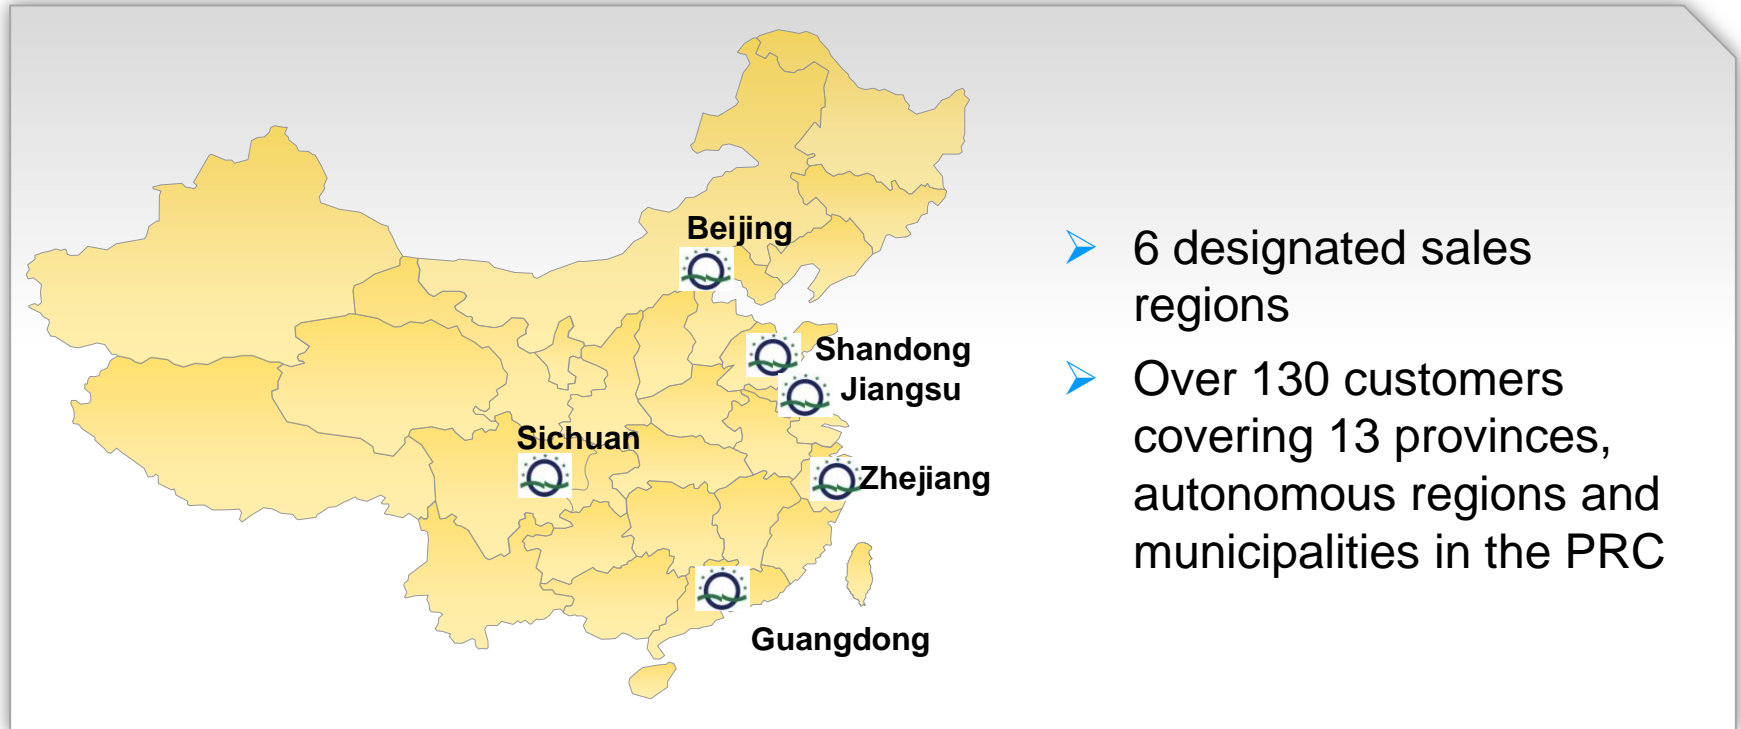 Beijing
Shandong
Jiangsu
Sichuan
Zhejiang
Guangdong
6 designated sales
regions
Over 130 customers
covering 13 provinces,
autonomous regions and
municipalities in the PRC